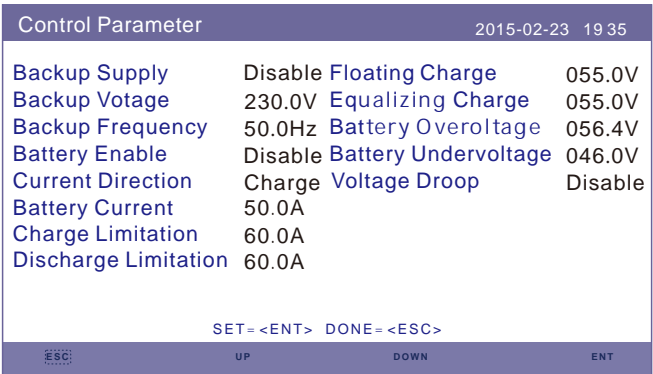 Control Parameter 2015-02-23 19 35
Backup Supply Disable Floating Charge 055.0V
Backup Votage 230.0V Equalizing Charge 055.0V
Backup Frequency 50.0Hz Battery Overoltage 056.4V
Battery Enable Disable Battery Undervoltage 046.0V
Current Direction Charge Voltage Droop Disable
Battery Current 50.0A
Charge Limitation 60.0A
Discharge Limitation 60.0A
SET=<ENT> DONE=<ESC>
ESC UP DOWN ENT